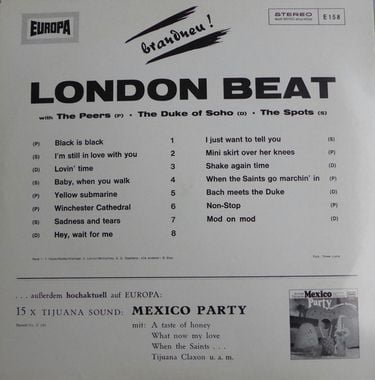 EUROPA
brandneu!
STEREO
E 158
LONDON BEAT
with The Peers (P) · The Duke of Soho (D) · The Spots (S)
(P) Black is black 1 I just want to tell you (S)
(S) I'm still in love with you 2 Mini skirt over her knees (P)
(D) Lovin' time 3 Shake again time (D)
(S) Baby, when you walk 4 When the Saints go marchin' in (P)
(P) Yellow submarine 5 Bach meets the Duke (D)
(P) Winchester Cathedral 6 Non-Stop (P)
(S) Sadness and tears 7 Mod on mod (D)
(D) Hey, wait for me 8
... außerdem hochaktuell auf EUROPA:
15 X TIJUANA SOUND: MEXICO PARTY
mit: A taste of honey
What now my love
When the Saints . . .
Tijuana Claxon u. a. m.
Mexico
Party